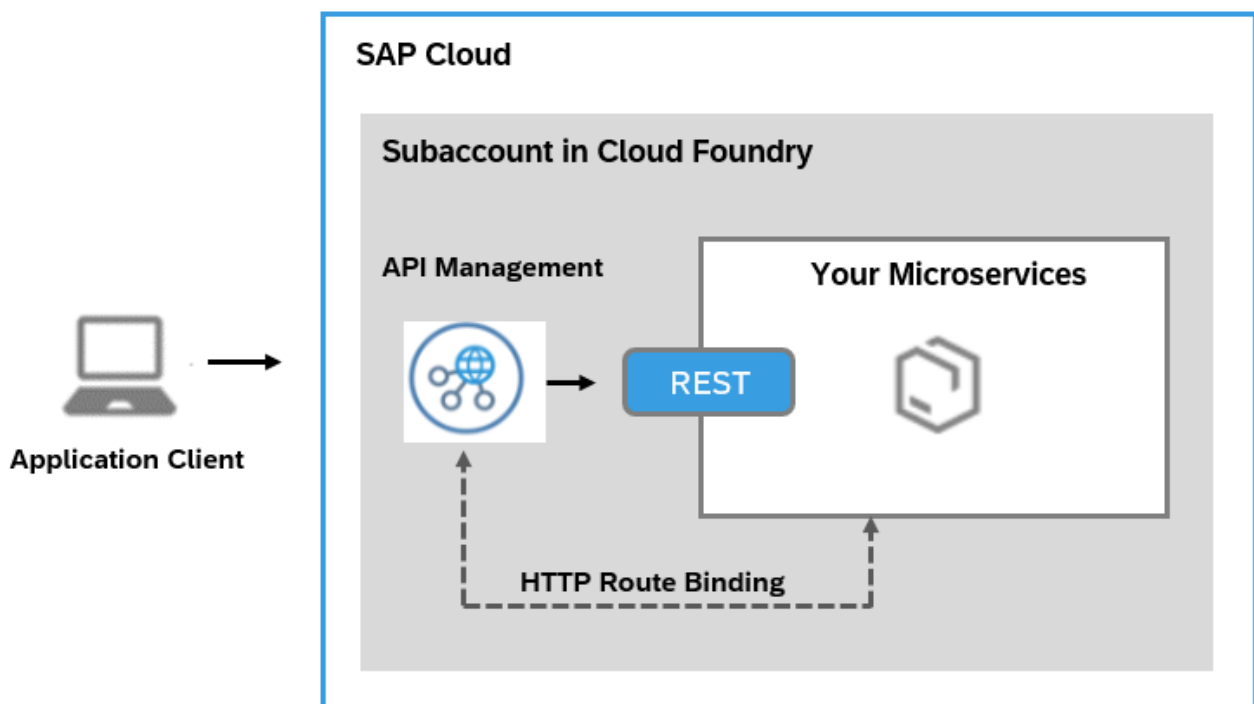 SAP Cloud
Subaccount in Cloud Foundry
API Management
Your Microservices
REST
Application Client
HTTP Route Binding